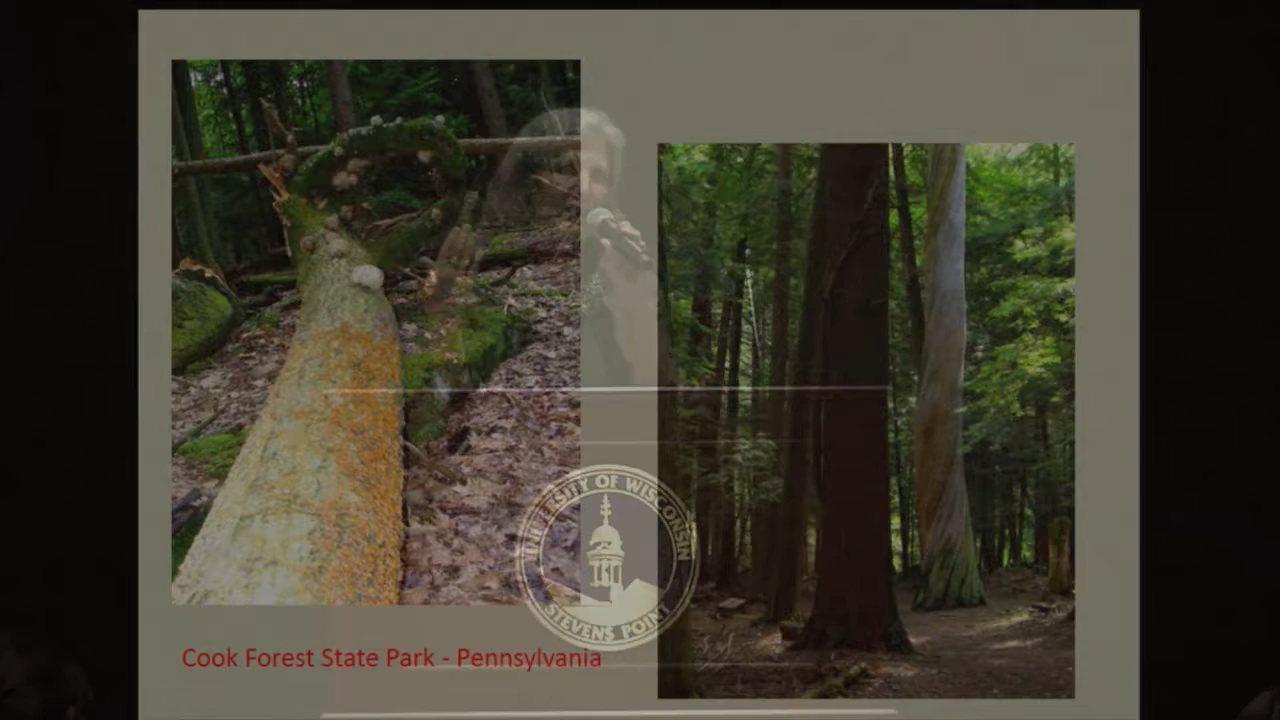 UNIVERSITY OF WISCONSIN
STEVENS POINT
Cook Forest State Park - Pennsylvania